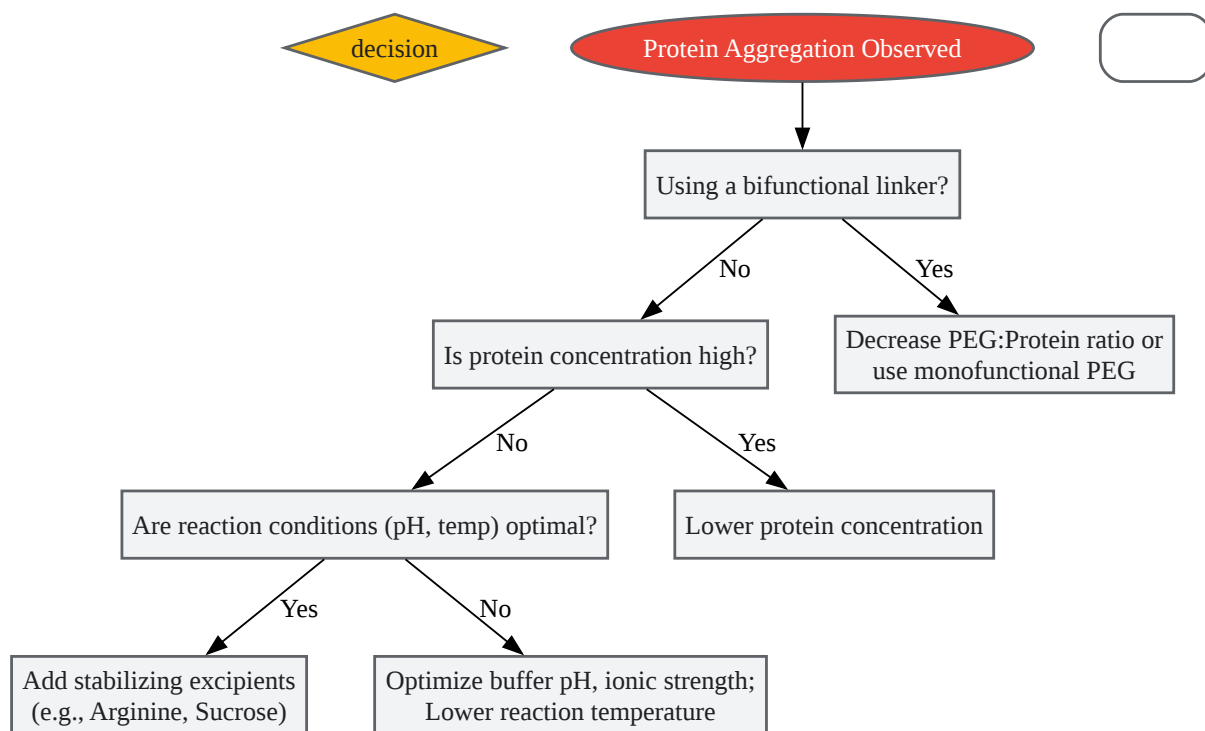 decision
Protein Aggregation Observed
Using a bifunctional linker?
No
Yes
Is protein concentration high?
Decrease PEG:Protein ratio or
use monofunctional PEG
No
Yes
Are reaction conditions (pH, temp) optimal?
Lower protein concentration
Yes
No
Add stabilizing excipients
(e.g., Arginine, Sucrose)
Optimize buffer pH, ionic strength;
Lower reaction temperature